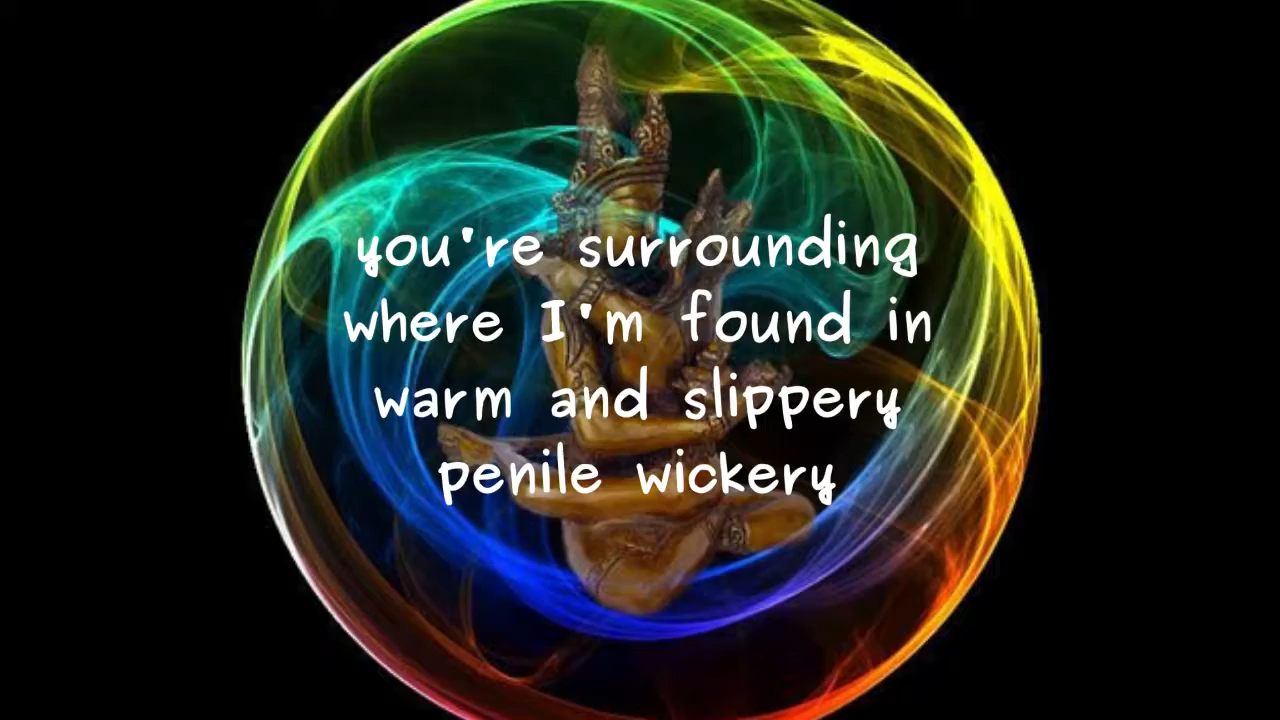 you're surrounding
where I'm found in
warm and slippery
penile wickery